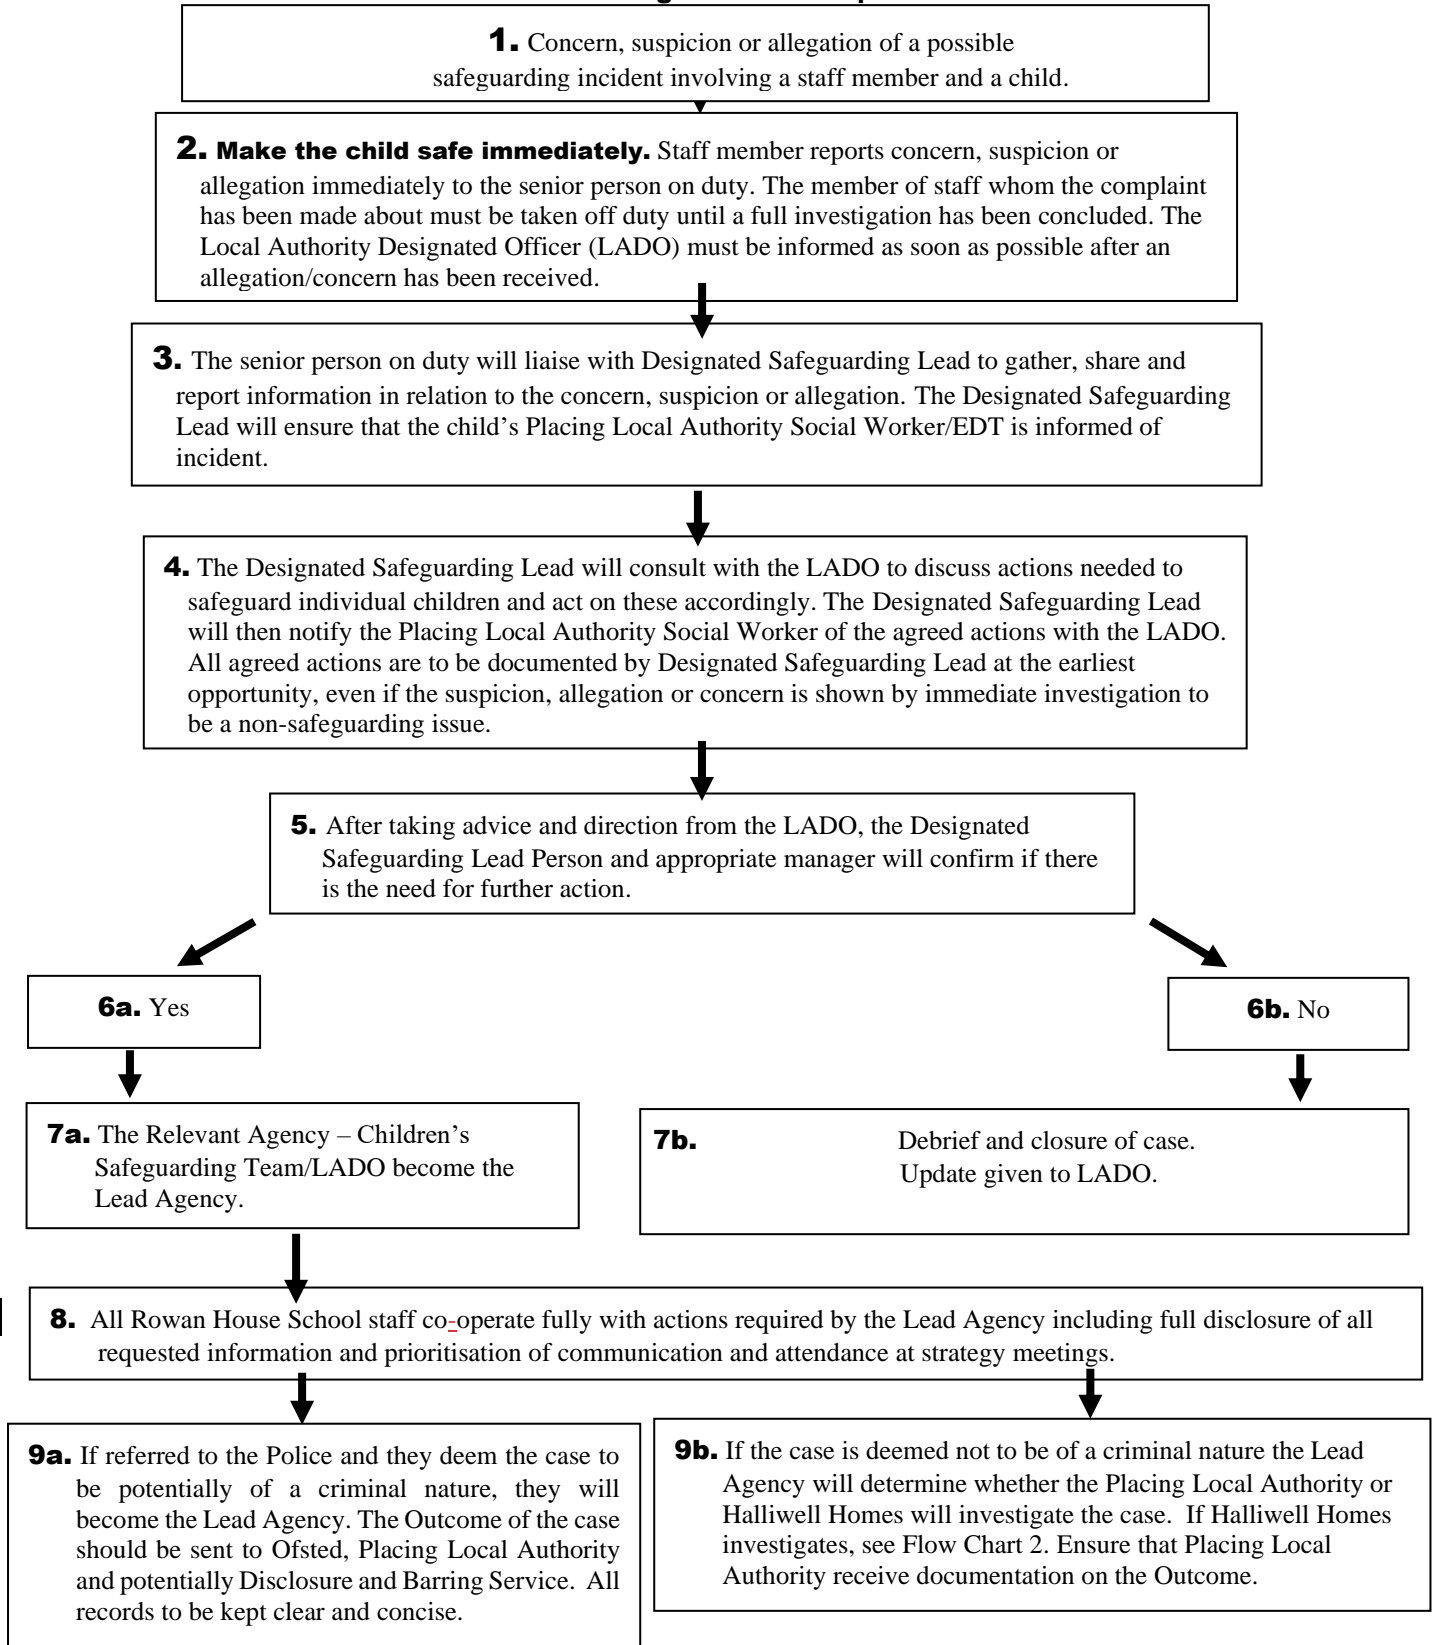 1. Concern, suspicion or allegation of a possible
safeguarding incident involving a staff member and a child.
2. Make the child safe immediately. Staff member reports concern, suspicion or
allegation immediately to the senior person on duty. The member of staff whom the complaint
has been made about must be taken off duty until a full investigation has been concluded. The
Local Authority Designated Officer (LADO) must be informed as soon as possible after an
allegation/concern has been received.
3. The senior person on duty will liaise with Designated Safeguarding Lead to gather, share and
report information in relation to the concern, suspicion or allegation. The Designated Safeguarding
Lead will ensure that the child’s Placing Local Authority Social Worker/EDT is informed of
incident.
4. The Designated Safeguarding Lead will consult with the LADO to discuss actions needed to
safeguard individual children and act on these accordingly. The Designated Safeguarding Lead
will then notify the Placing Local Authority Social Worker of the agreed actions with the LADO.
All agreed actions are to be documented by Designated Safeguarding Lead at the earliest
opportunity, even if the suspicion, allegation or concern is shown by immediate investigation to
be a non-safeguarding issue.
5. After taking advice and direction from the LADO, the Designated
Safeguarding Lead Person and appropriate manager will confirm if there
is the need for further action.
6a. Yes
6b. No
7a. The Relevant Agency – Children’s
Safeguarding Team/LADO become the
Lead Agency.
7b. Debrief and closure of case.
Update given to LADO.
8. All Rowan House School staff co-operate fully with actions required by the Lead Agency including full disclosure of all
requested information and prioritisation of communication and attendance at strategy meetings.
9a. If referred to the Police and they deem the case to
be potentially of a criminal nature, they will
become the Lead Agency. The Outcome of the case
should be sent to Ofsted, Placing Local Authority
and potentially Disclosure and Barring Service. All
records to be kept clear and concise.
9b. If the case is deemed not to be of a criminal nature the Lead
Agency will determine whether the Placing Local Authority or
Halliwell Homes will investigate the case. If Halliwell Homes
investigates, see Flow Chart 2. Ensure that Placing Local
Authority receive documentation on the Outcome.